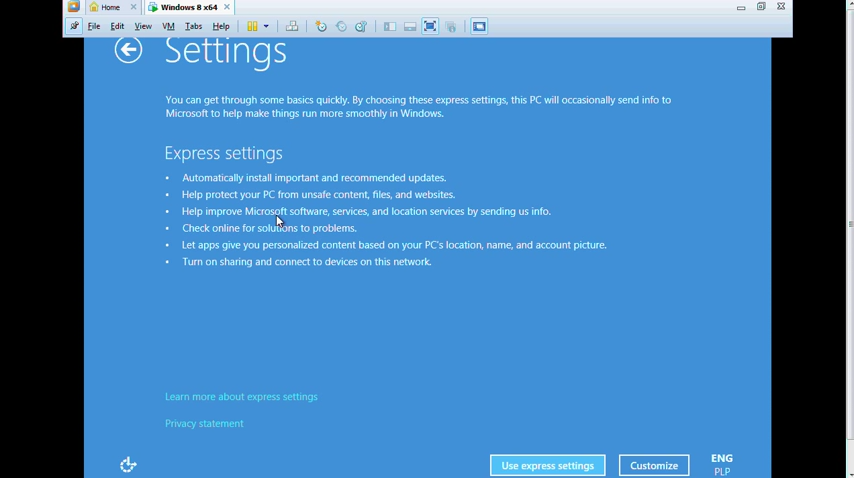 Home
Windows 8 x64
File Edit View VM Tabs Help
Settings
You can get through some basics quickly. By choosing these express settings, this PC will occasionally send info to
Microsoft to help make things run more smoothly in Windows.
Express settings
• Automatically install important and recommended updates.
• Help protect your PC from unsafe content, files, and websites.
• Help improve Microsoft software, services, and location services by sending us info.
• Check online for solutions to problems.
• Let apps give you personalized content based on your PC's location, name, and account picture.
• Turn on sharing and connect to devices on this network.
Learn more about express settings
Privacy statement
Use express settings
Customize
ENG
PLP